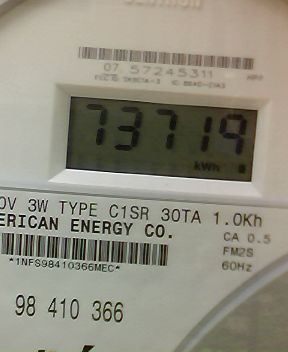 CENTRON
07 57245311
73719
kWh
0V 3W TYPE C1SR 30TA 1.0Kh
ERICAN ENERGY CO.
CA 0.5
FM2S
60Hz
*1NFS98410366MEC*
98 410 366